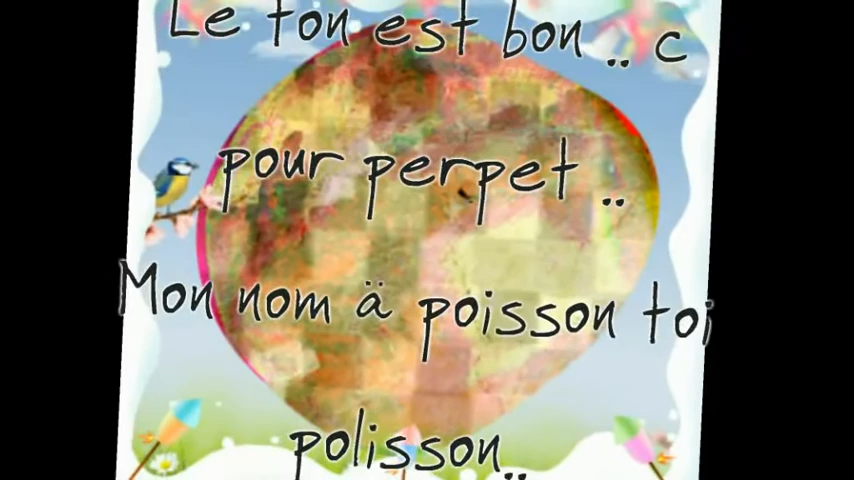 Le ton est bon .. c
pour perpet ..
Mon nom ä poisson toi
polisson..